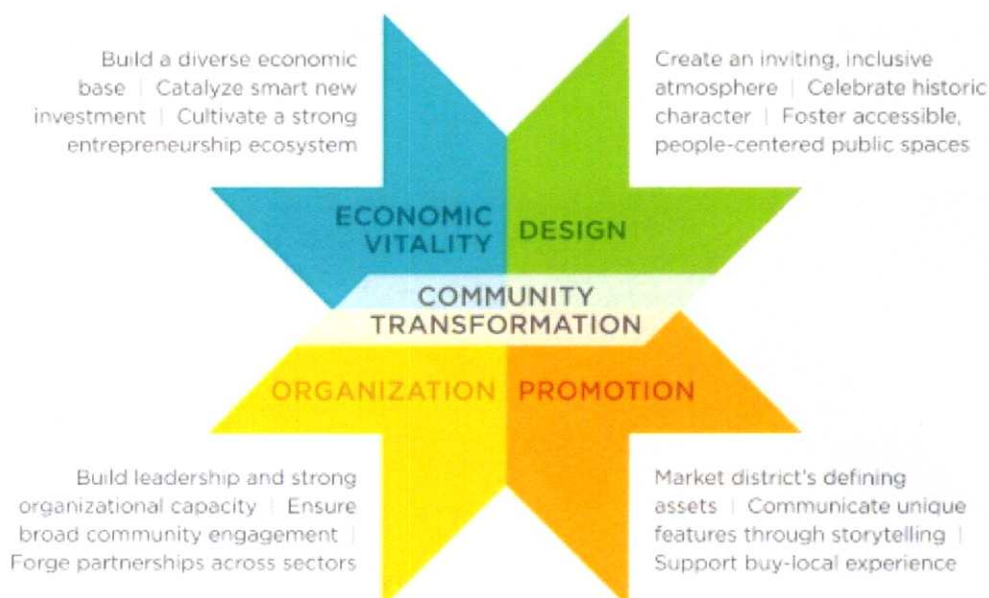 Build a diverse economic
base | Catalyze smart new
investment | Cultivate a strong
entrepreneurship ecosystem
Create an inviting, inclusive
atmosphere | Celebrate historic
character | Foster accessible,
people-centered public spaces
ECONOMIC
VITALITY
DESIGN
COMMUNITY
TRANSFORMATION
ORGANIZATION
PROMOTION
Build leadership and strong
organizational capacity | Ensure
broad community engagement |
Forge partnerships across sectors
Market district's defining
assets | Communicate unique
features through storytelling |
Support buy-local experience